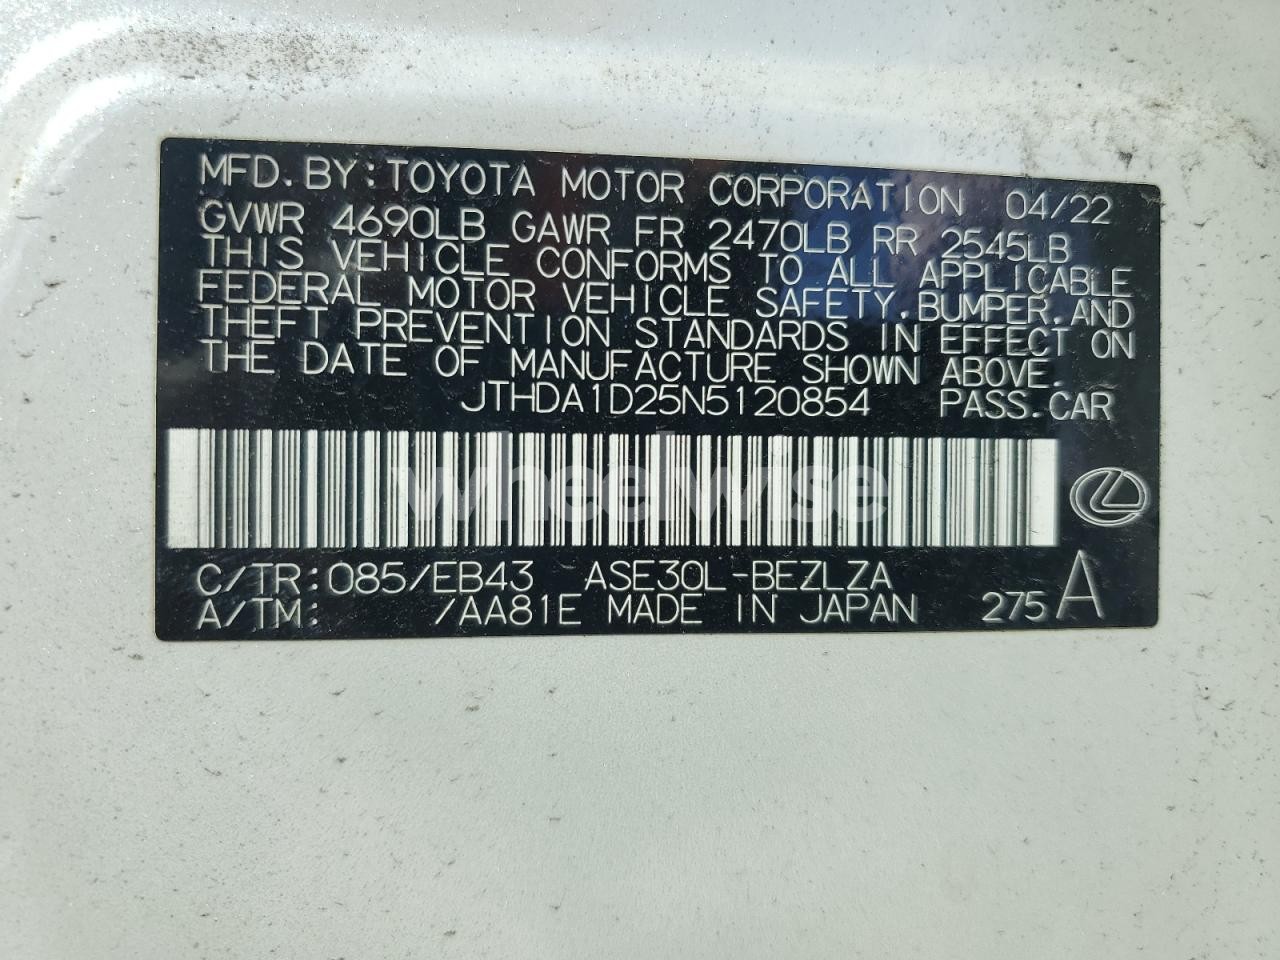 MFD. BY: TOYOTA MOTOR CORPORATION 04/22
GVWR 4690LB GAWR FR 2470LB RR 2545LB
THIS VEHICLE CONFORMS TO ALL APPLICABLE
FEDERAL MOTOR VEHICLE SAFETY, BUMPER, AND
THEFT PREVENTION STANDARDS IN EFFECT ON
THE DATE OF MANUFACTURE SHOWN ABOVE.
JTHDA1D25N5120854 PASS. CAR
wheelwise
C/TR: 085/EB43 ASE30L-BEZLZA
A/TM: /AA81E MADE IN JAPAN 275 A